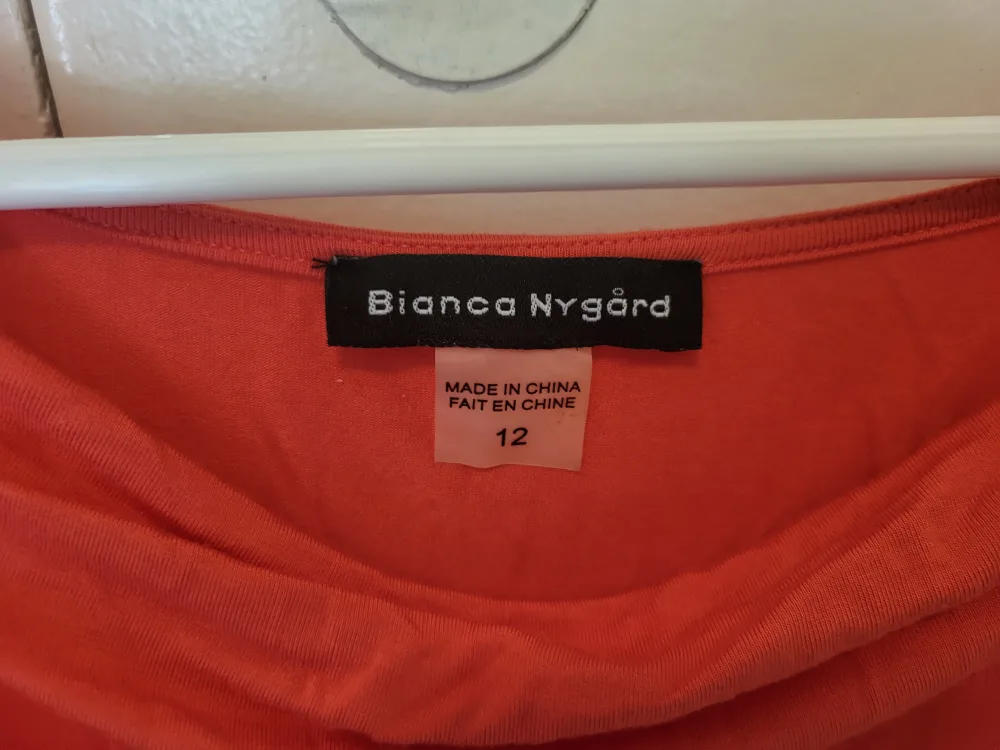 Bianca Nygård
MADE IN CHINA
FAIT EN CHINE
12